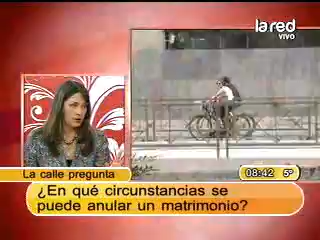 la red
vivo
La calle pregunta
08:42 5°
¿En qué circunstancias se
puede anular un matrimonio?